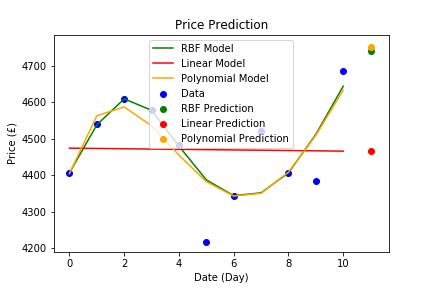 Price Prediction
RBF Model
Linear Model
Polynomial Model
Data
RBF Prediction
Linear Prediction
Polynomial Prediction
4700
4600
4500
4400
4300
4200
Price (£)
0 2 4 6 8 10
Date (Day)